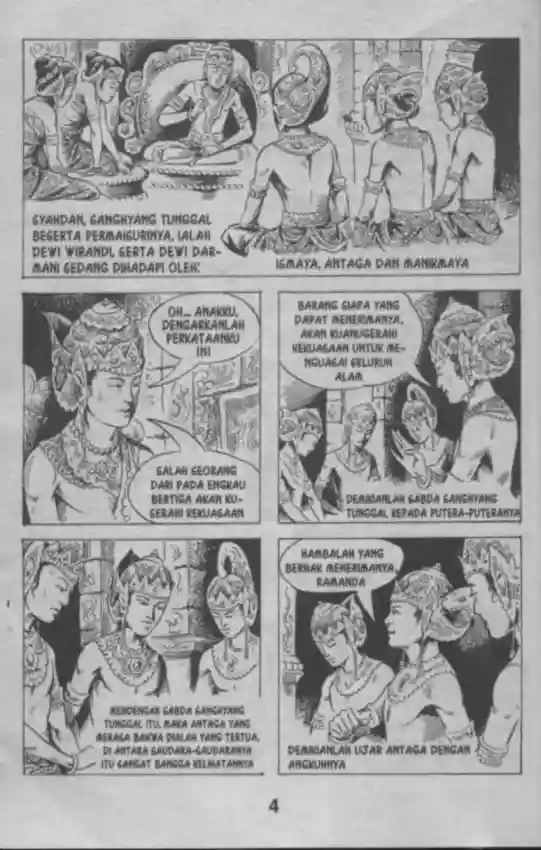 SYAHDAN, SANGHYANG TUNGGAL
BESERTA PERMAISURINYA, IALAH
DEWI WIRANDI, SERTA DEWI DAR-
MANI SEDANG DIHADAPI OLEH:
ISMAYA, ANTAGA DAN MANIKMAYA
OH... ANAKKU,
DENGARKANLAH
PERKATAANKU
INI
SALAH SEORANG
DARI PADA ENGKAU
BERTIGA AKAN KU-
SERAHI KEKUASAAN
BARANG SIAPA YANG
DAPAT MENERIMANYA,
AKAN KUANUGERAHI
KEKUASAAN UNTUK ME-
NGUASAI SELURUH
ALAM
DEMIKIANLAH SABDA SANGHYANG
TUNGGAL KEPADA PUTERA-PUTERANYA
MENDENGAR SABDA SANGHYANG
TUNGGAL ITU, MAKA ANTAGA YANG
MERASA BAHWA DIALAH YANG TERTUA,
DI ANTARA SAUDARA-SAUDARANYA
ITU SANGAT BANGGA KELIHATANNYA
HAMBALAH YANG
BERHAK MENERIMANYA,
RAMANDA
DEMIKIANLAH UJAR ANTAGA DENGAN
ANGKUHNYA
4